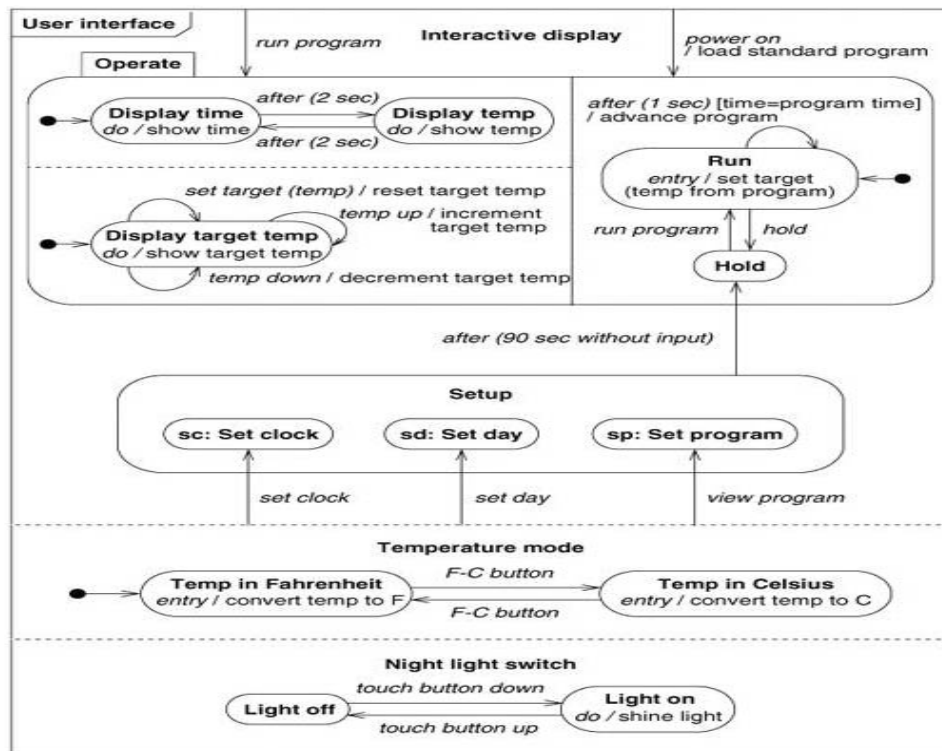 User interface
Interactive display
run program
power on
/ load standard program
Operate
after (2 sec)
Display time
do / show time
Display temp
do / show temp
after (2 sec)
after (1 sec) [time=program time]
/ advance program
Run
entry / set target
(temp from program)
set target (temp) / reset target temp
temp up / increment
target temp
Display target temp
do / show target temp
temp down / decrement target temp
run program
hold
Hold
after (90 sec without input)
Setup
sc: Set clock
sd: Set day
sp: Set program
set clock
set day
view program
Temperature mode
Temp in Fahrenheit
entry / convert temp to F
F-C button
F-C button
Temp in Celsius
entry / convert temp to C
Night light switch
Light off
touch button down
touch button up
Light on
do / shine light